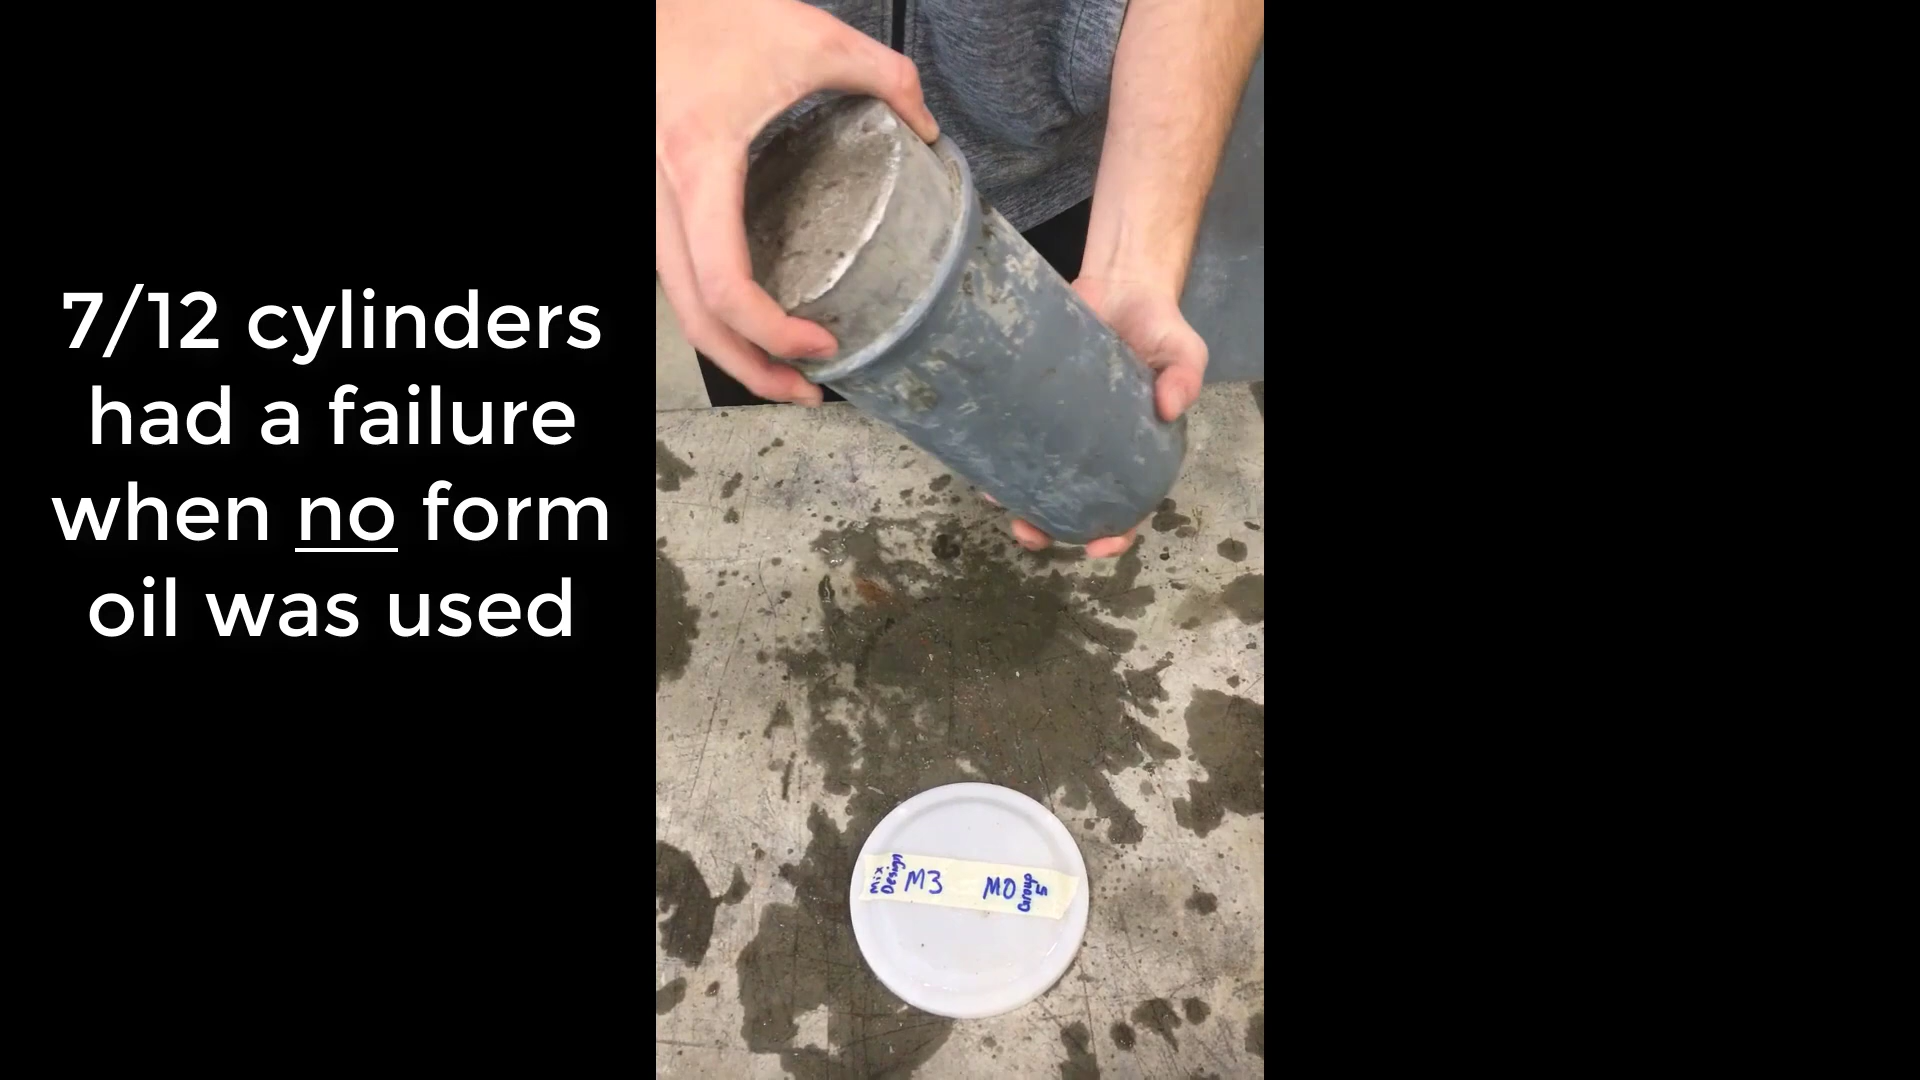 7/12 cylinders
had a failure
when no form
oil was used
Mix
Design
M3
MO
Group
5